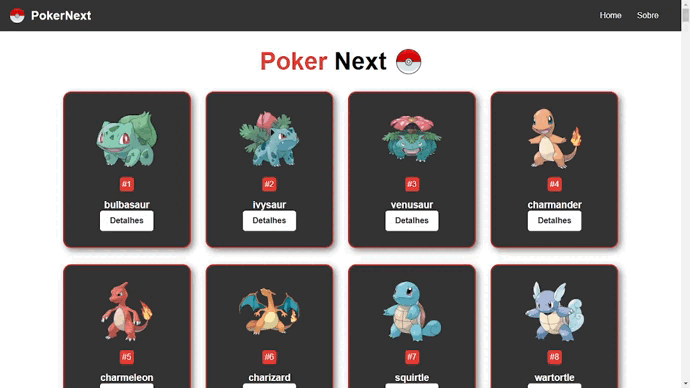 PokerNext
Home Sobre
Poker Next
#1 #2 #3 #4
bulbasaur ivysaur venusaur charmander
Detalhes Detalhes Detalhes Detalhes
#5 #6 #7 #8
charmeleon charizard squirtle wartortle